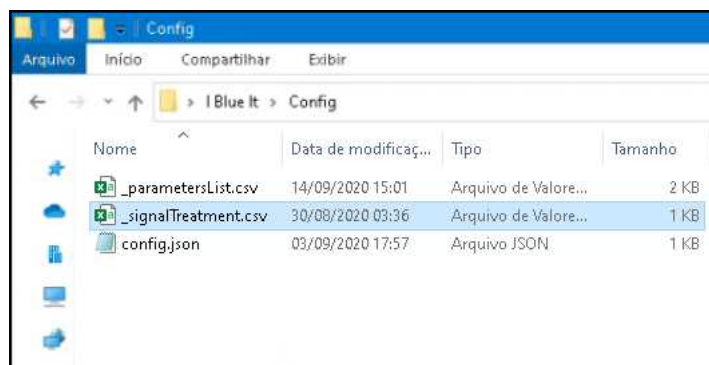 Config
Arquivo Início Compartilhar Exibir
I Blue It > Config
Nome Data de modificaç... Tipo Tamanho
_parametersList.csv 14/09/2020 15:01 Arquivo de Valore... 2 KB
_signalTreatment.csv 30/08/2020 03:36 Arquivo de Valore... 1 KB
config.json 03/09/2020 17:57 Arquivo JSON 1 KB